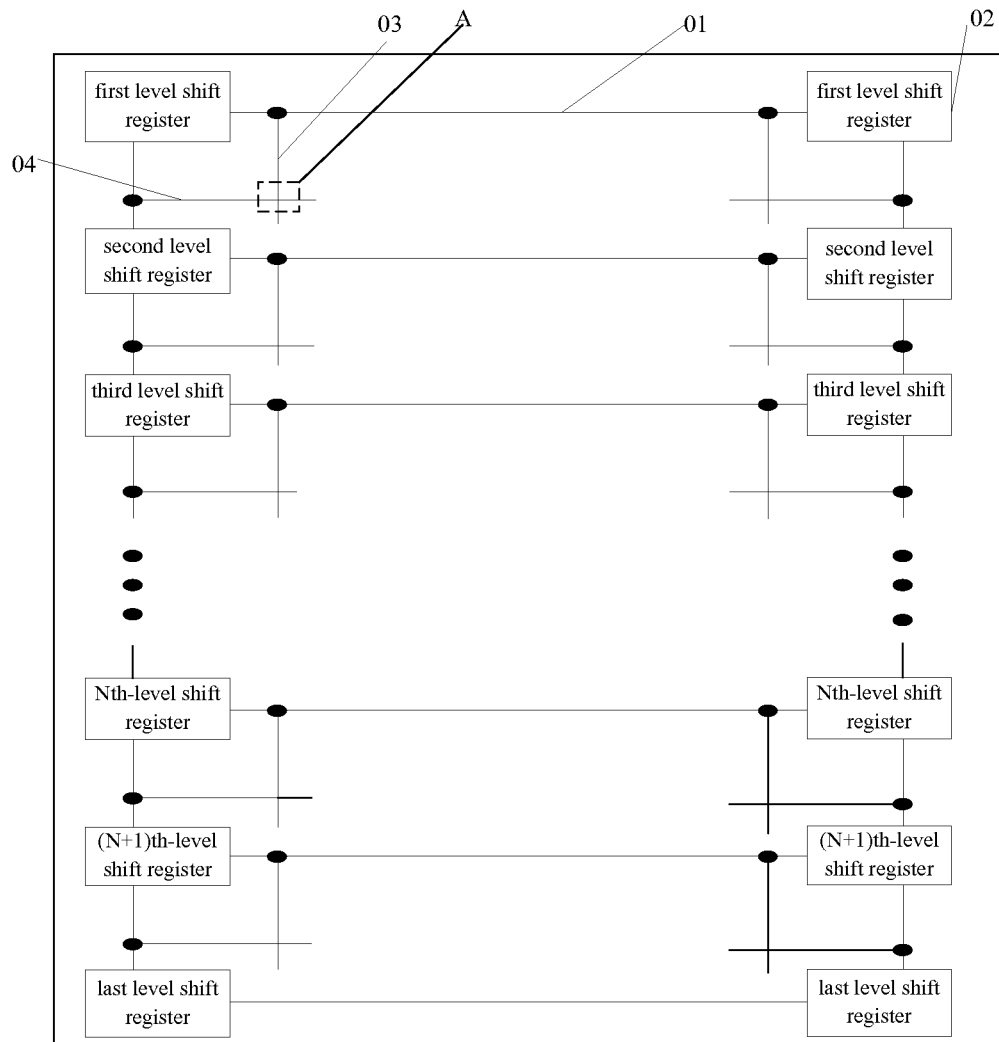 03
A
01
02
first level shift
register
first level shift
register
04
second level
shift register
second level
shift register
third level shift
register
third level shift
register
Nth-level shift
register
Nth-level shift
register
(N+1)th-level
shift register
(N+1)th-level
shift register
last level shift
register
last level shift
register